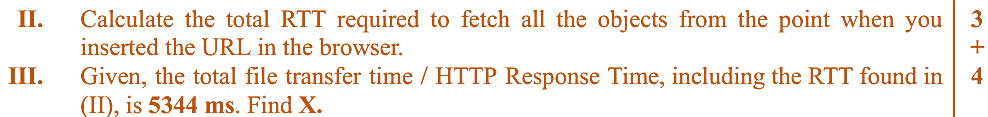 II. Calculate the total RTT required to fetch all the objects from the point when you 3
inserted the URL in the browser. +
III. Given, the total file transfer time / HTTP Response Time, including the RTT found in 4
(II), is 5344 ms. Find X.